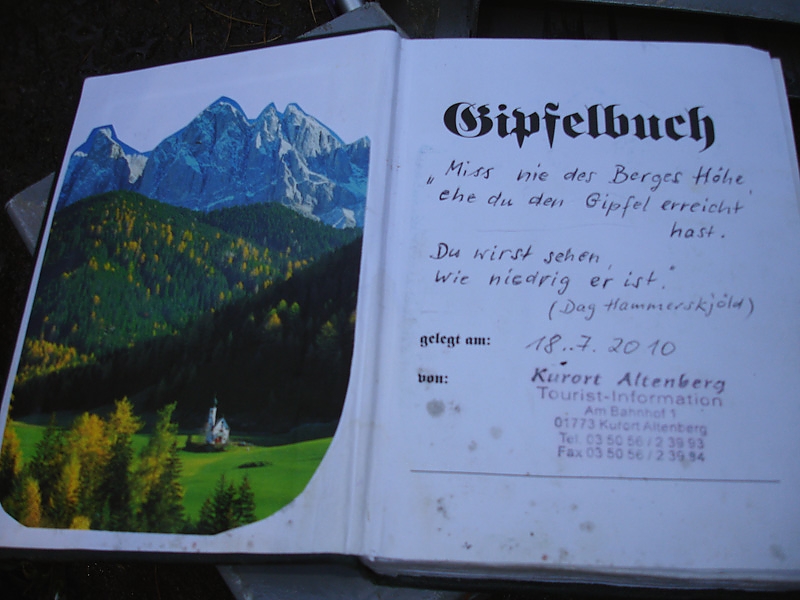 Gipfelbuch
„Miss nie des Berges Höhe,
ehe du den Gipfel erreicht
hast.
Du wirst sehen,
wie niedrig er ist."
(Dag Hammerskjöld)
gelegt am: 18.7.2010
von: Kurort Altenberg
Tourist-Information
Am Bahnhof 1
01773 Kurort Altenberg
Tel. 03 50 56 / 2 39 93
Fax 03 50 56 / 2 39 94